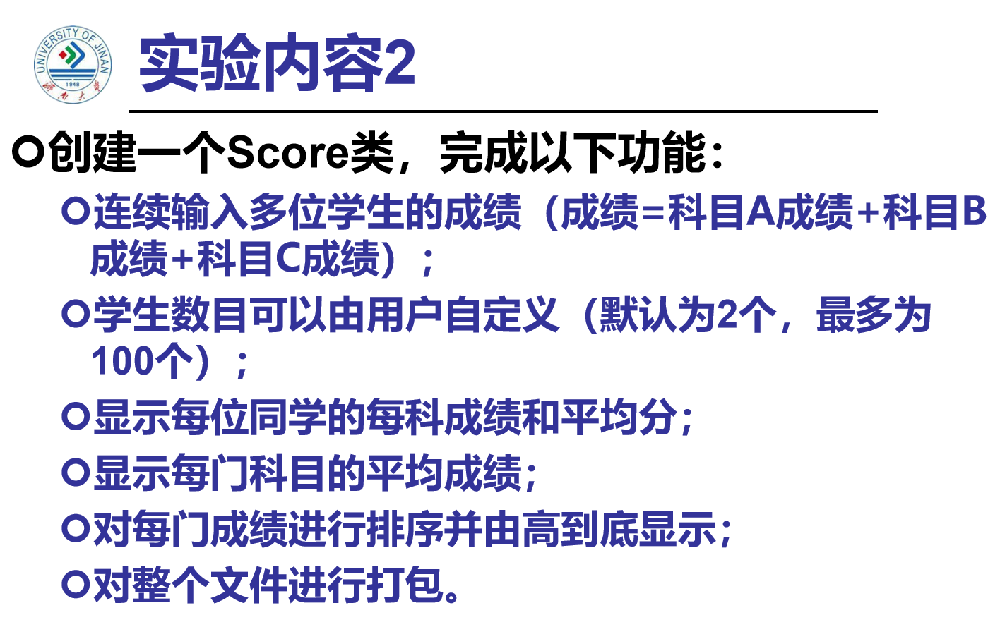 UNIVERSITY OF JINAN
1948
济南大学
实验内容2
创建一个Score类，完成以下功能：
连续输入多位学生的成绩（成绩=科目A成绩+科目B
成绩+科目C成绩）；
学生数目可以由用户自定义（默认为2个，最多为
100个）；
显示每位同学的每科成绩和平均分；
显示每门科目的平均成绩；
对每门成绩进行排序并由高到底显示；
对整个文件进行打包。